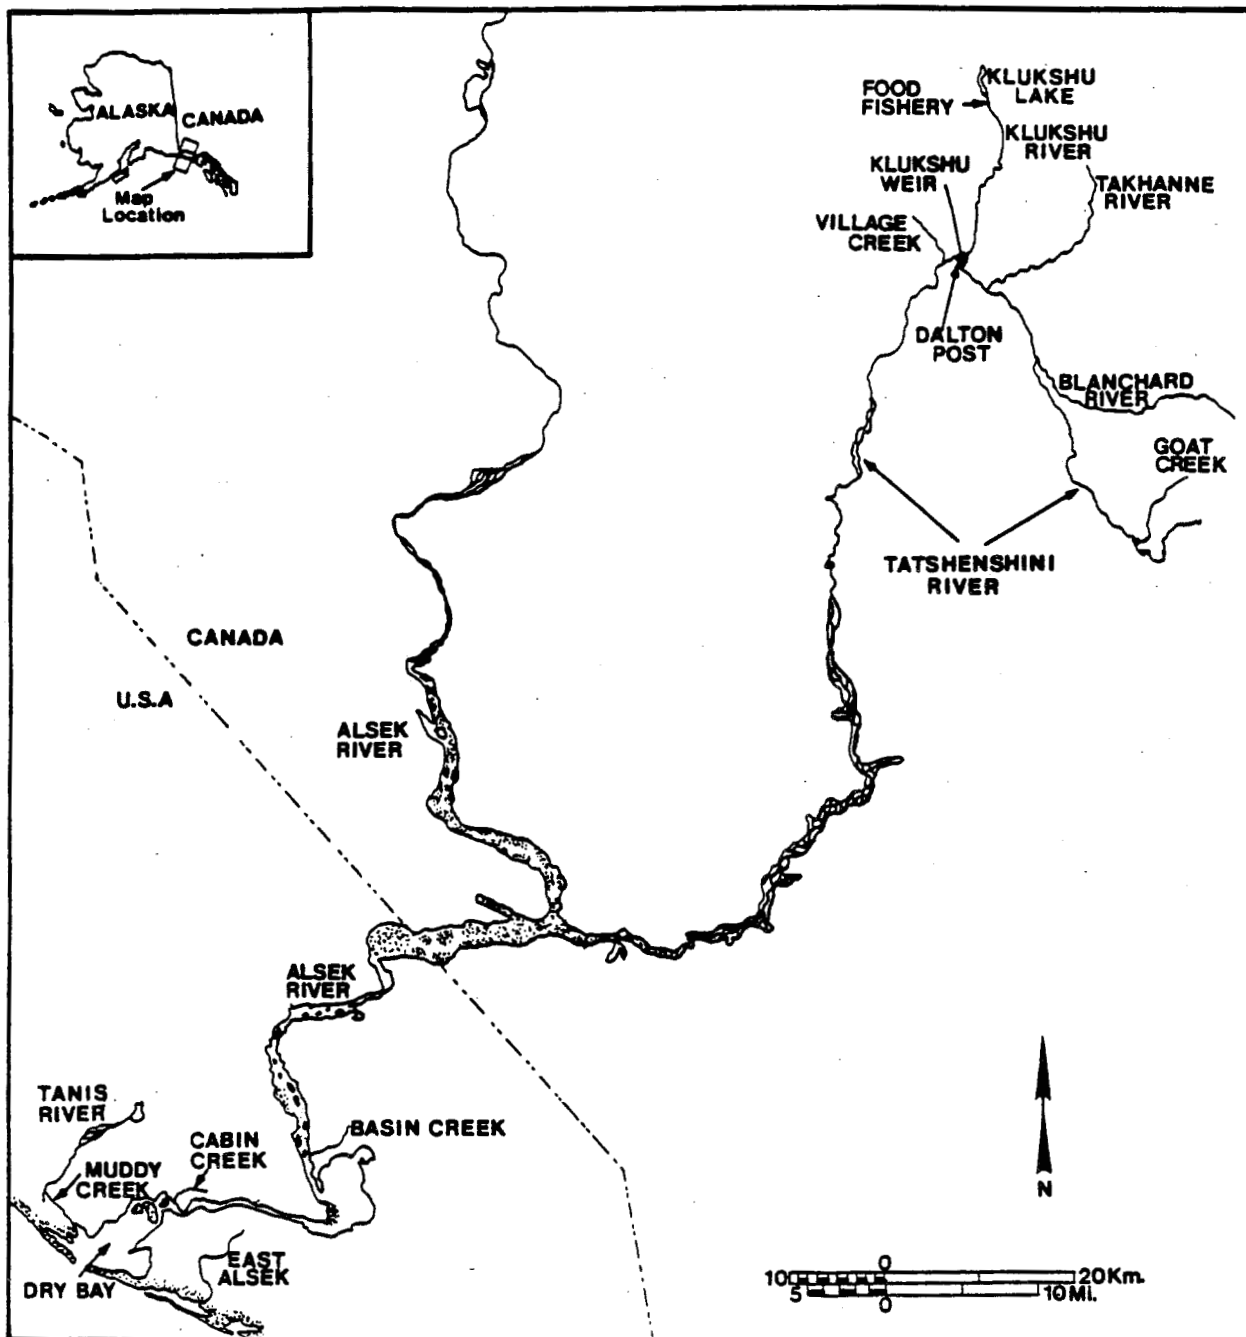 ALASKA
CANADA
Map
Location
FOOD
FISHERY
KLUKSHU
LAKE
KLUKSHU
RIVER
KLUKSHU
WEIR
TAKHANNE
RIVER
VILLAGE
CREEK
DALTON
POST
BLANCHARD
RIVER
GOAT
CREEK
TATSHENSHINI
RIVER
CANADA
U.S.A
ALSEK
RIVER
ALSEK
RIVER
TANIS
RIVER
CABIN
CREEK
BASIN CREEK
MUDDY
CREEK
EAST
ALSEK
DRY BAY
N
0
10 20Km.
5 10Mi.
0